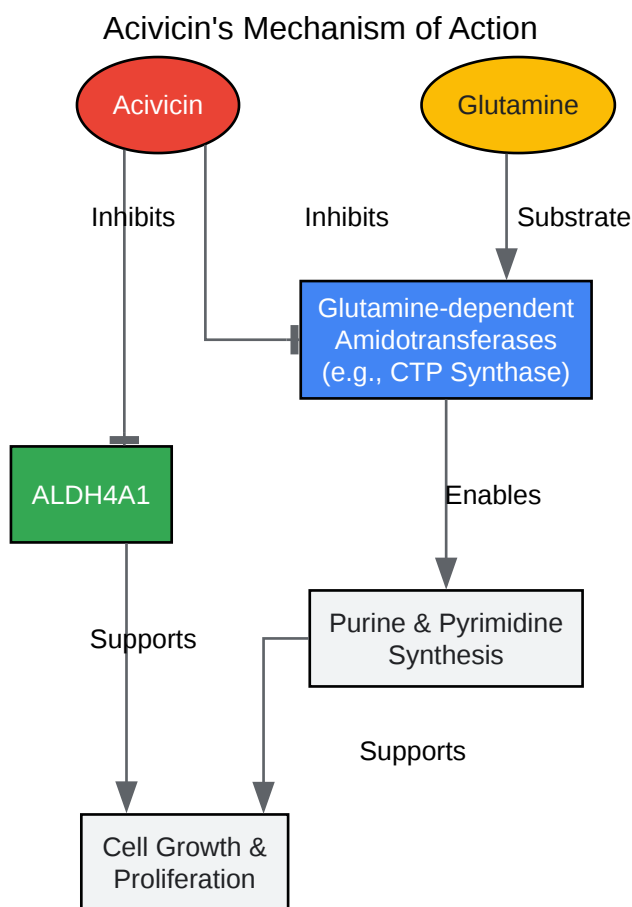 Acivicin's Mechanism of Action
Acivicin
Glutamine
Inhibits
Inhibits
Substrate
Glutamine-dependent
Amidotransferases
(e.g., CTP Synthase)
ALDH4A1
Enables
Purine & Pyrimidine
Synthesis
Supports
Supports
Cell Growth &
Proliferation